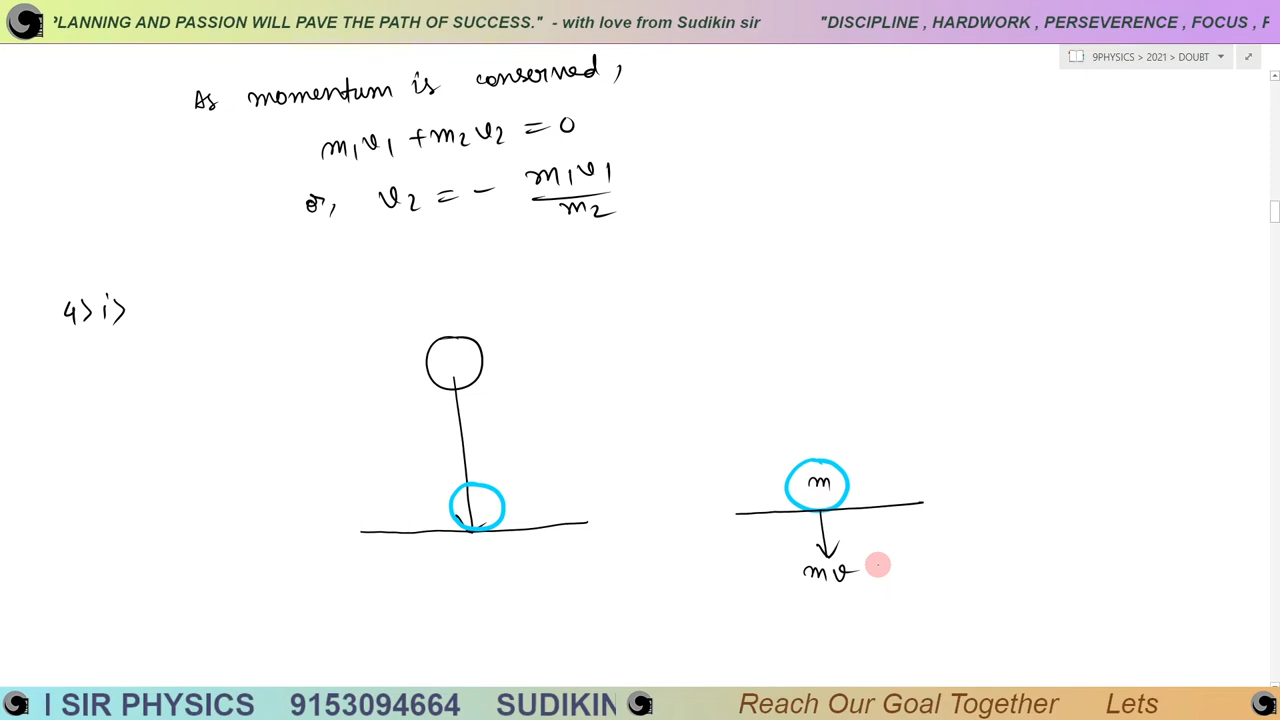 PLANNING AND PASSION WILL PAVE THE PATH OF SUCCESS." - with love from Sudikin sir "DISCIPLINE , HARDWORK , PERSEVERENCE , FOCUS ,
9PHYSICS > 2021 > DOUBT
As momentum is conserved,
m₁v₁ + m₂v₂ = 0
or, v₂ = - m₁v₁/m₂
4> i>
m
mv
I SIR PHYSICS 9153094664 SUDIKIN Reach Our Goal Together Lets